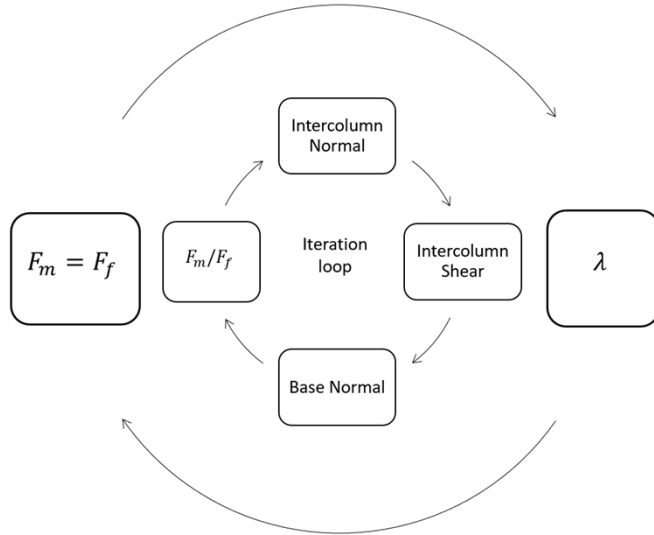 Intercolumn
Normal
F_m = F_f
F_m/F_f
Iteration
loop
Intercolumn
Shear
λ
Base Normal